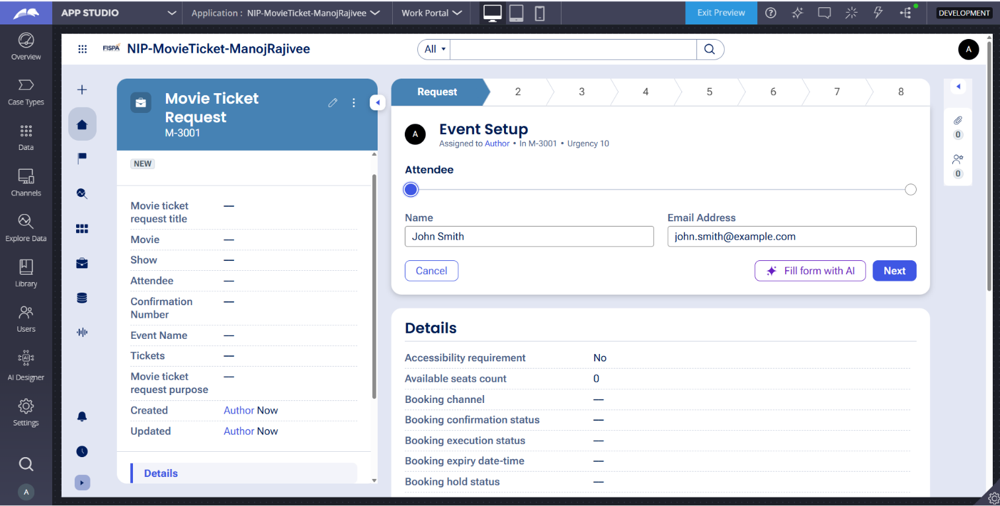 APP STUDIO
Application : NIP-MovieTicket-ManojRajivee
Work Portal
Exit Preview
DEVELOPMENT
Overview
Case Types
Data
Channels
Explore Data
Library
Users
AI
AI Designer
Settings
A
FISPA
NIP-MovieTicket-ManojRajivee
All
A
Movie Ticket
Request
M-3001
NEW
Movie ticket
request title
—
Movie —
Show —
Attendee —
Confirmation
Number
—
Event Name —
Tickets —
Movie ticket
request purpose
—
Created Author Now
Updated Author Now
Details
Request 2 3 4 5 6 7 8
A
Event Setup
Assigned to Author • In M-3001 • Urgency 10
Attendee
Name Email Address
John Smith john.smith@example.com
Cancel Fill form with AI Next
Details
Accessibility requirement No
Available seats count 0
Booking channel —
Booking confirmation status —
Booking execution status —
Booking expiry date-time —
Booking hold status —
0
0